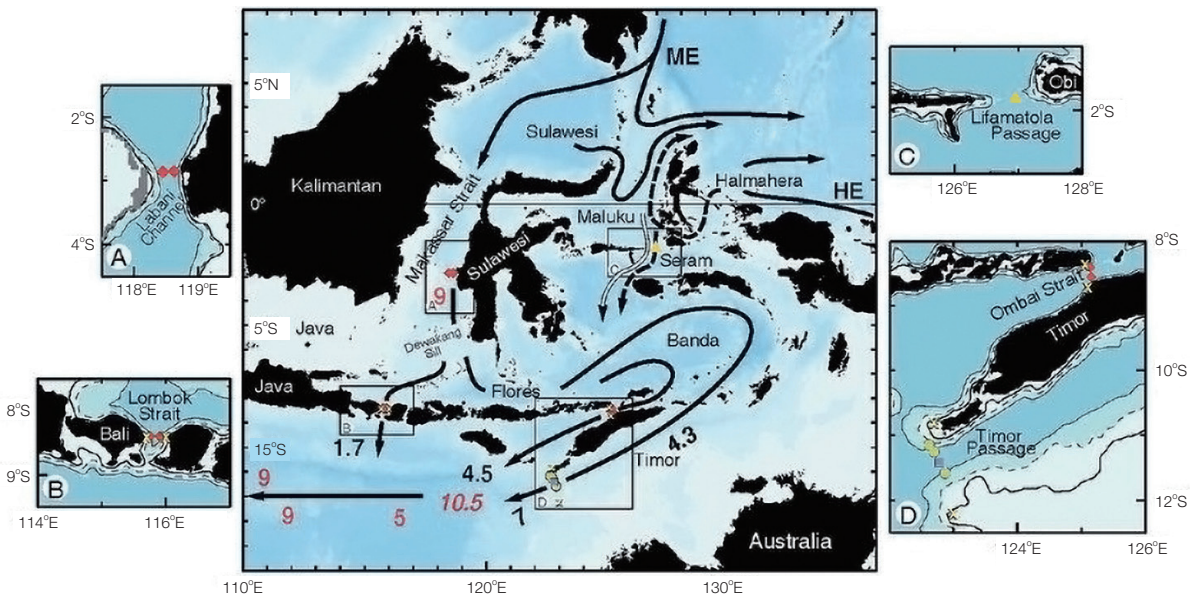 2°S
4°S
118°E
119°E
Labani
Channel
A
Lombok
Strait
Bali
8°S
9°S
114°E
116°E
B
ME
5°N
Sulawesi
Kalimantan
Makassar Strait
Halmahera
HE
0°
Maluku
Sulawesi
Seram
C
9
A
5°S
Java
Dewakang
Sill
Banda
Java
Flores
B
1.7
15°S
4.3
Timor
4.5
9
10.5
7
D
9
5
Australia
110°E
120°E
130°E
Obi
Lifamatola
Passage
2°S
C
126°E
128°E
8°S
Ombai Strait
Timor
10°S
Timor
Passage
12°S
D
124°E
126°E